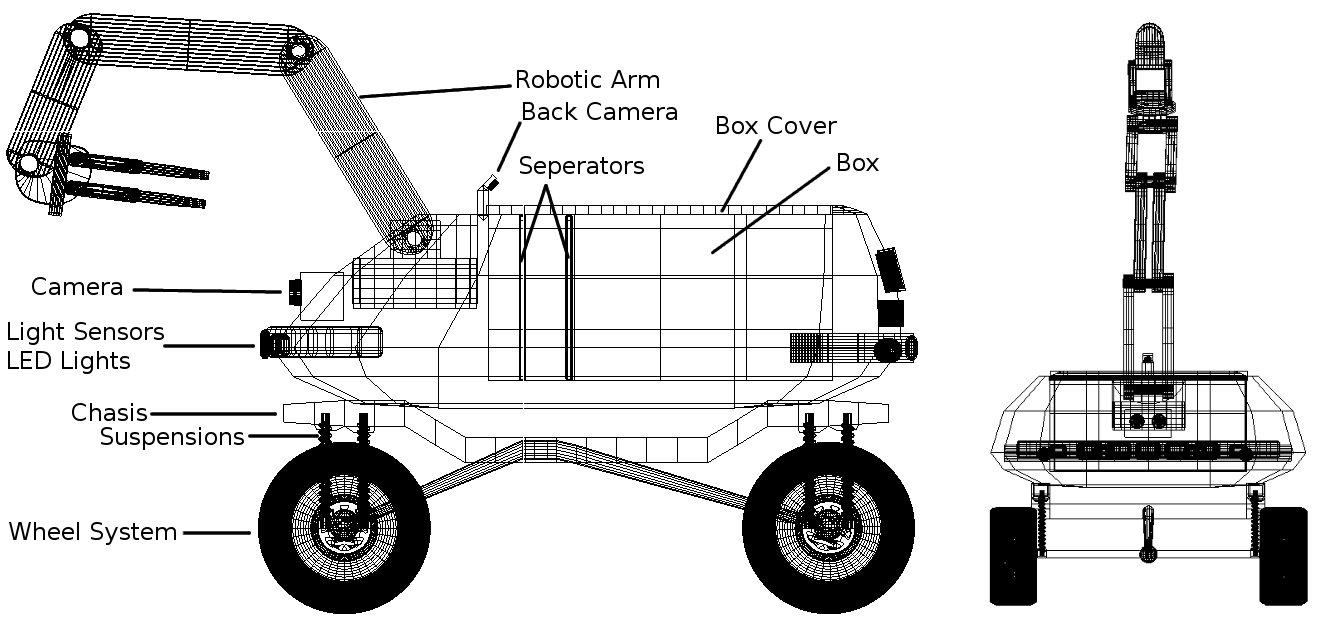 Robotic Arm
Back Camera
Box Cover
Seperators
Box
Camera
Light Sensors
LED Lights
Chasis
Suspensions
Wheel System